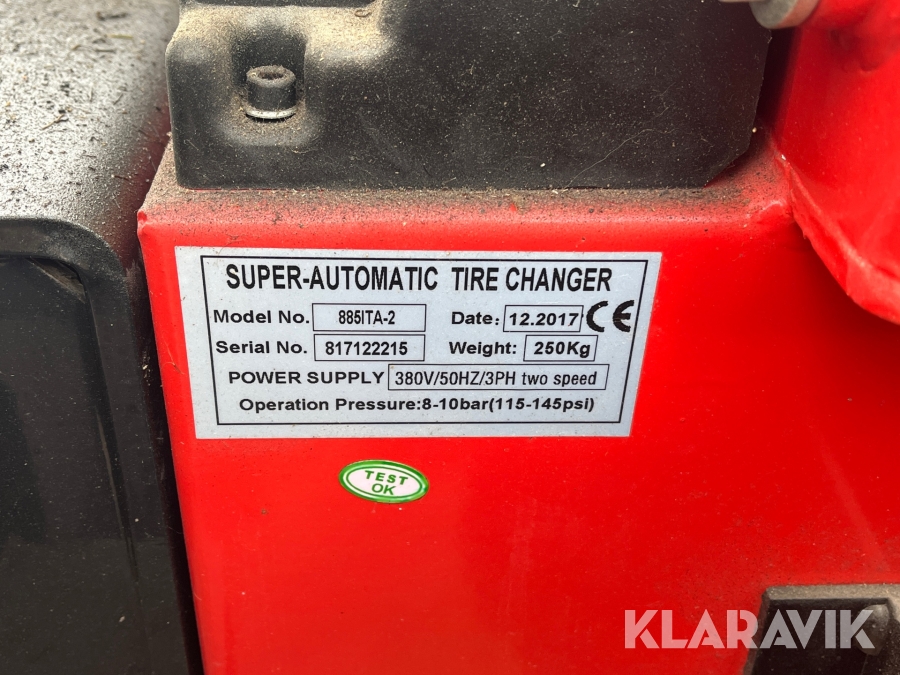 SUPER-AUTOMATIC TIRE CHANGER
Model No. 885ITA-2 Date: 12.2017 CE
Serial No. 817122215 Weight: 250Kg
POWER SUPPLY 380V/50HZ/3PH two speed
Operation Pressure:8-10bar(115-145psi)
TEST
OK
KLARAVIK